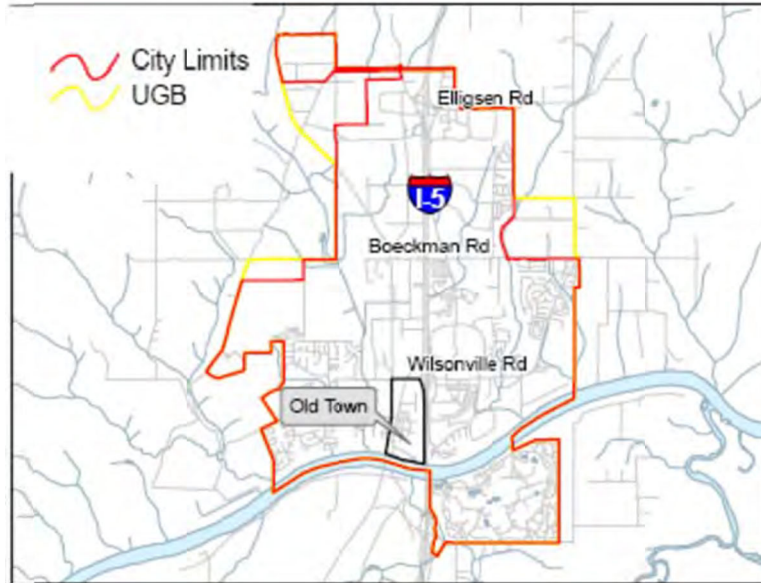 City Limits
UGB
Elligsen Rd
I-5
Boeckman Rd
Wilsonville Rd
Old Town